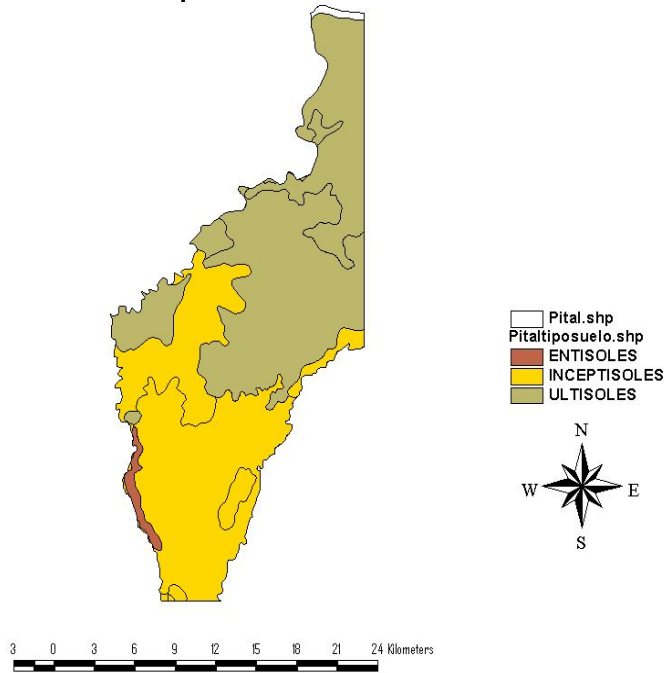 Pital.shp
Pitaltiposuelo.shp
ENTISOLES
INCEPTISOLES
ULTISOLES
N
W E
S
3 0 3 6 9 12 15 18 21 24 Kilometers